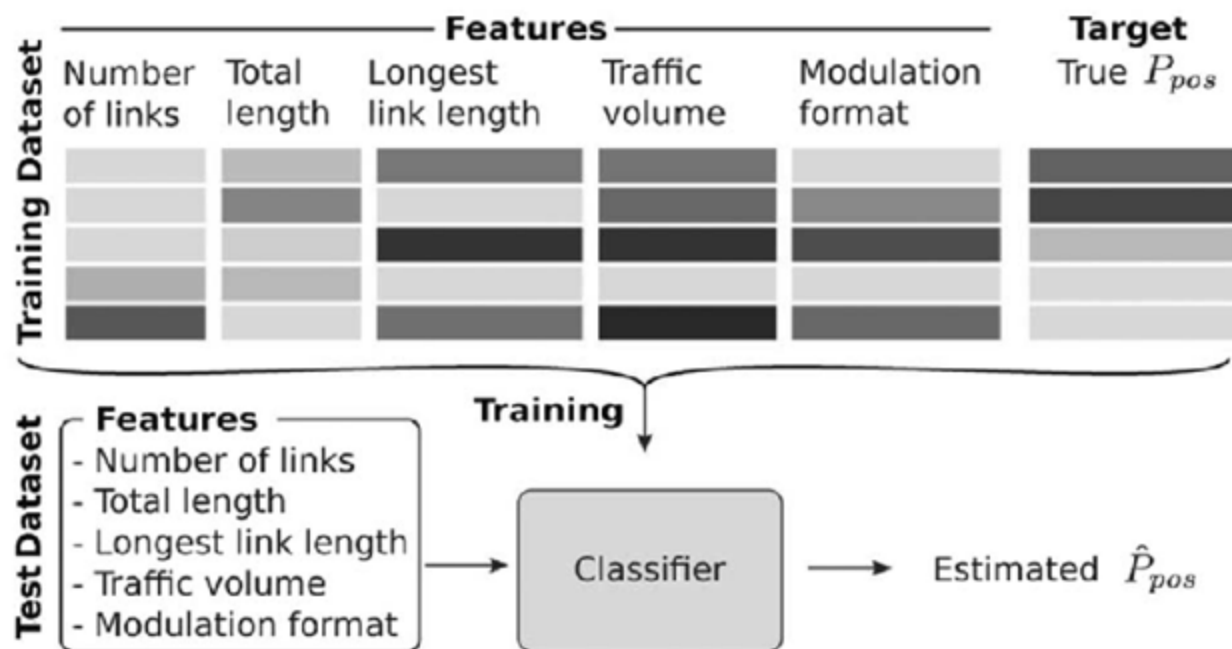 Features
Target
Number of links
Total length
Longest link length
Traffic volume
Modulation format
True P_pos
Training Dataset
Training
Test Dataset
Features
- Number of links
- Total length
- Longest link length
- Traffic volume
- Modulation format
Classifier
Estimated P̂_pos